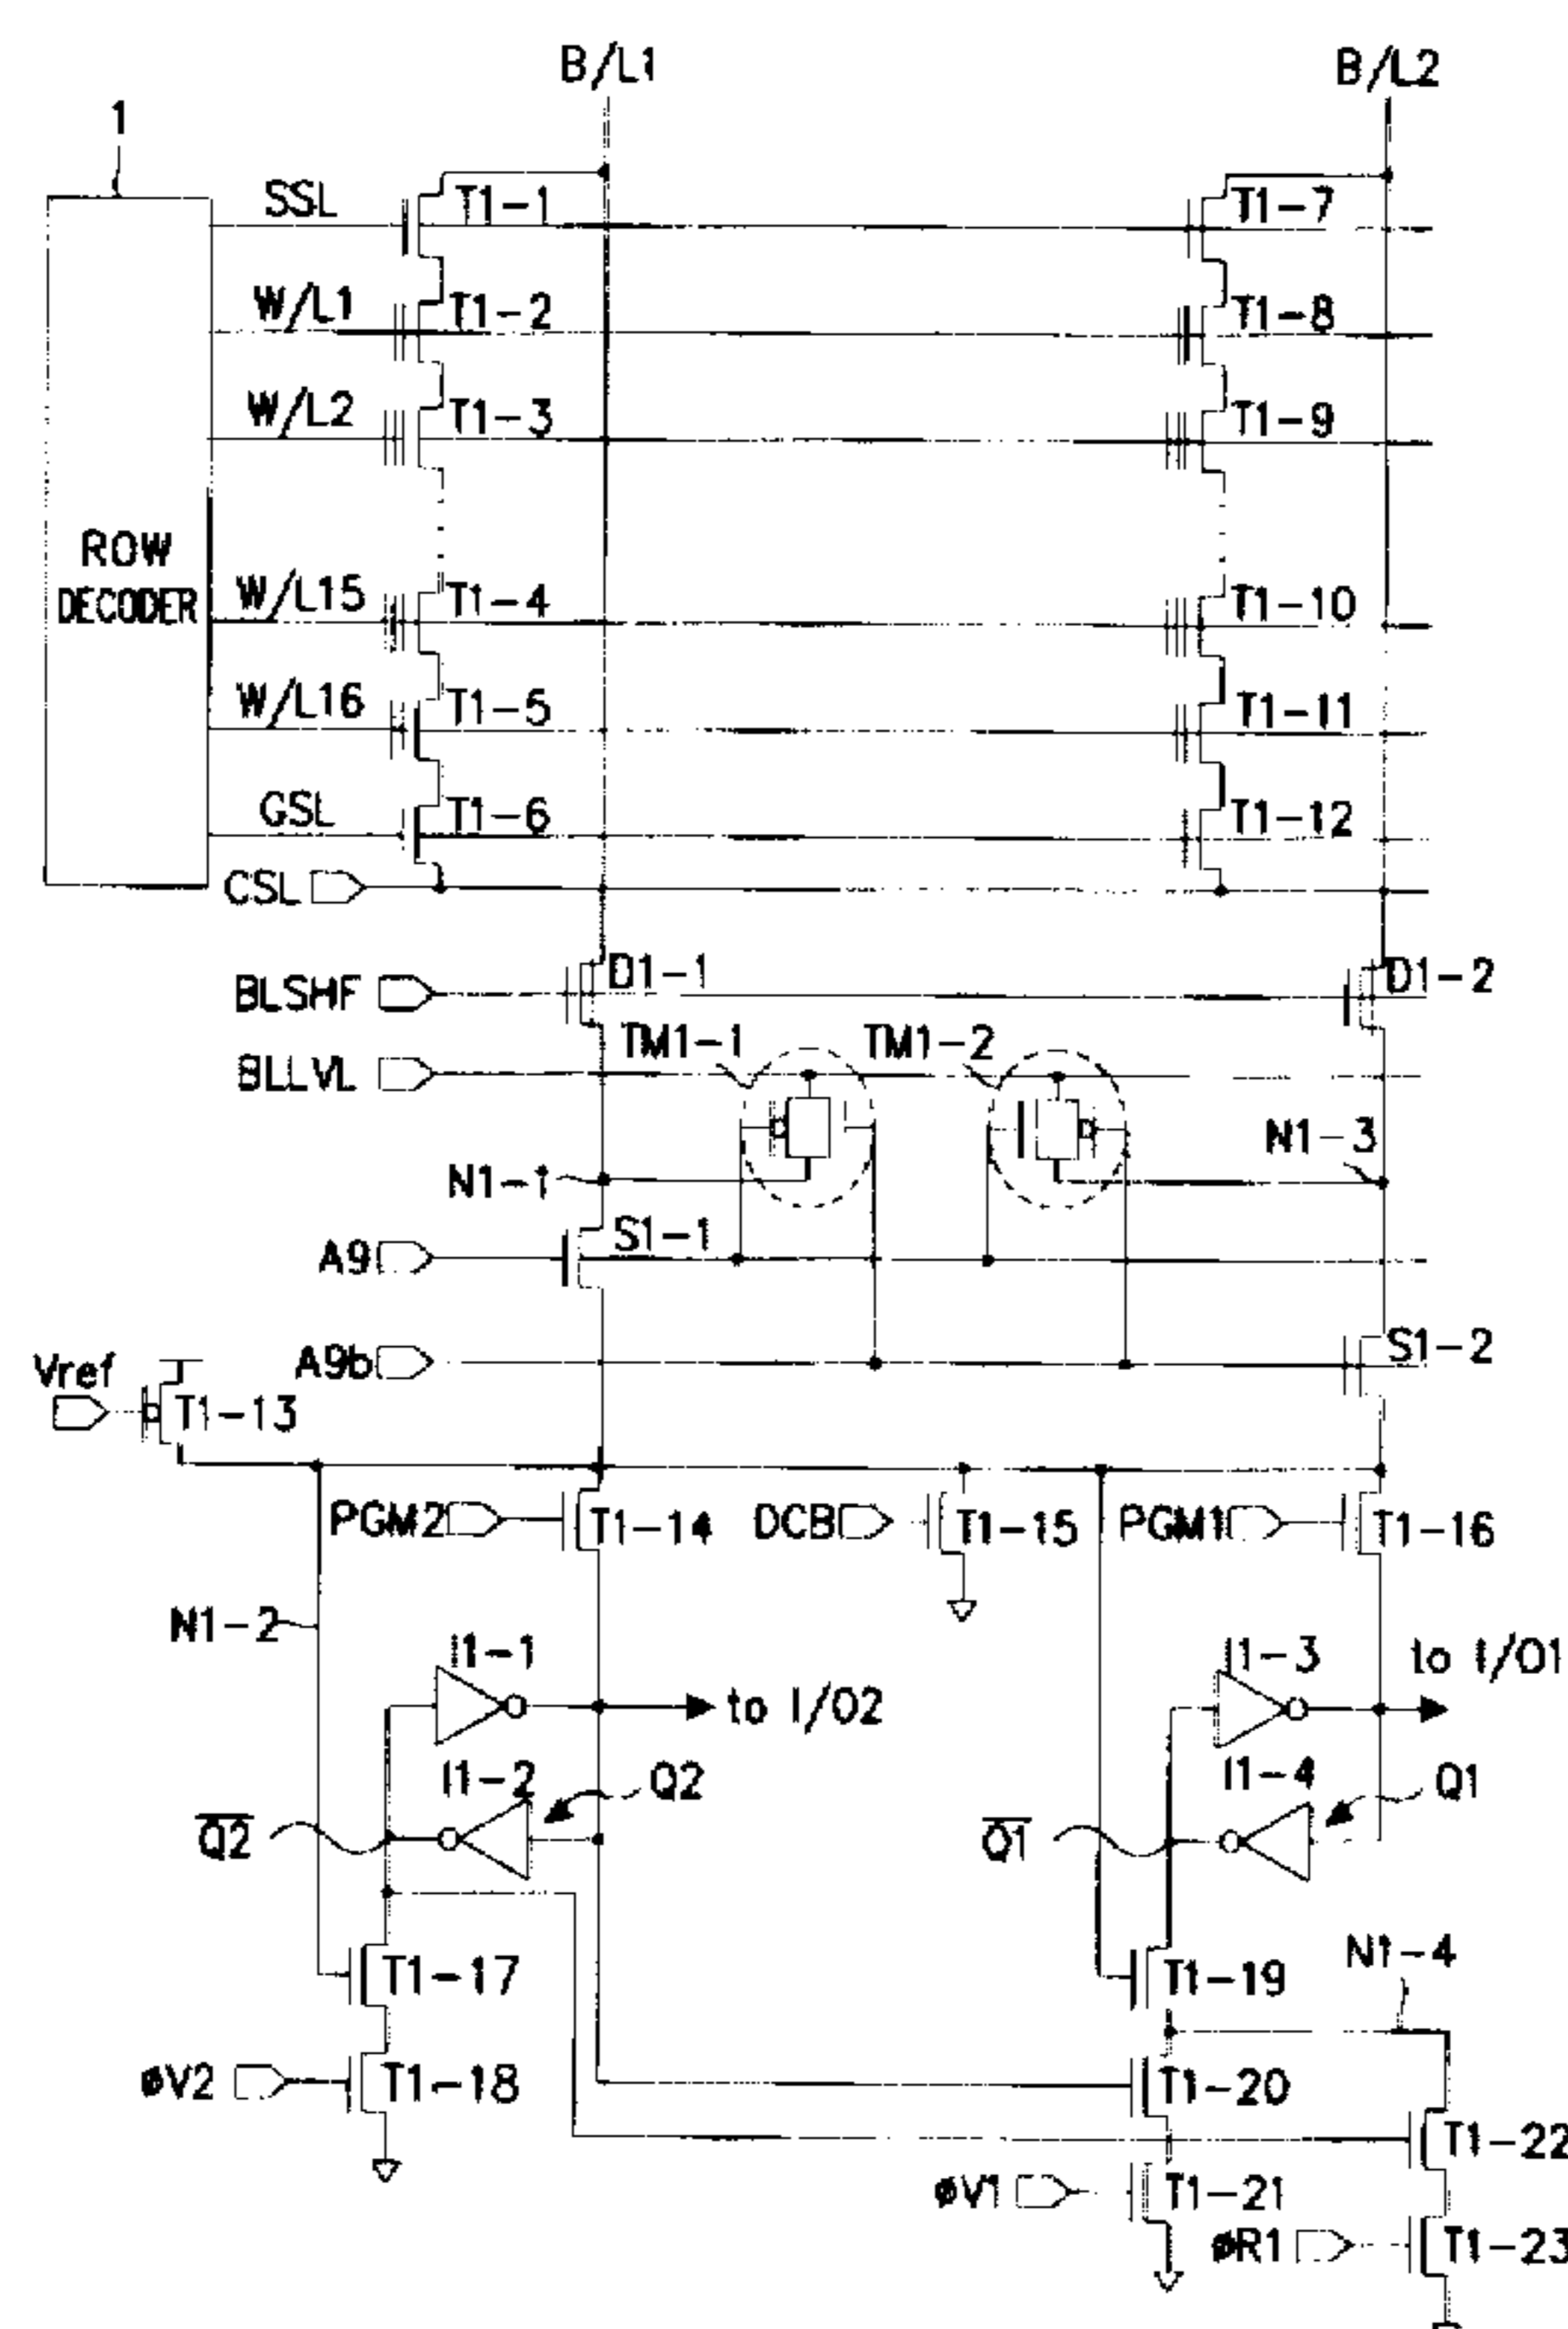 B/L1 B/L2
1
SSL T1-1 T1-7
W/L1 T1-2 T1-8
W/L2 T1-3 T1-9
ROW
DECODER
W/L15 T1-4 T1-10
W/L16 T1-5 T1-11
GSL T1-6 T1-12
CSL
BLSHF D1-1 D1-2
BLLVL TM1-1 TM1-2
N1-1 N1-3
A9 S1-1
A9b S1-2
Vref T1-13
PGM2 T1-14 DCB T1-15 PGM1 T1-16
N1-2
I1-1 to I/O2 I1-3 to I/O1
I1-2 Q2 I1-4 Q1
Q2 Q1
T1-17 T1-19 N1-4
øV2 T1-18 T1-20
T1-22
øV1 T1-21
øR1 T1-23